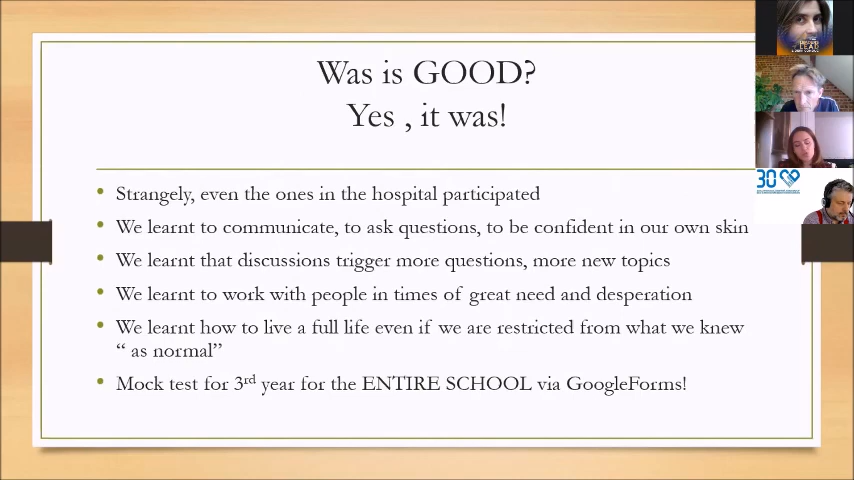 Was is GOOD?
Yes , it was!
• Strangely, even the ones in the hospital participated
• We learnt to communicate, to ask questions, to be confident in our own skin
• We learnt that discussions trigger more questions, more new topics
• We learnt to work with people in times of great need and desperation
• We learnt how to live a full life even if we are restricted from what we knew
“ as normal”
• Mock test for 3rd year for the ENTIRE SCHOOL via GoogleForms!
LEAD
30